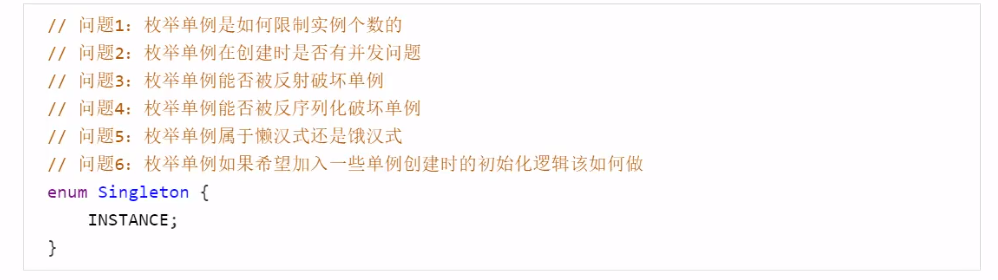 // 问题1：枚举单例是如何限制实例个数的
// 问题2：枚举单例在创建时是否有并发问题
// 问题3：枚举单例能否被反射破坏单例
// 问题4：枚举单例能否被反序列化破坏单例
// 问题5：枚举单例属于懒汉式还是饿汉式
// 问题6：枚举单例如果希望加入一些单例创建时的初始化逻辑该如何做
enum Singleton {
    INSTANCE;
}